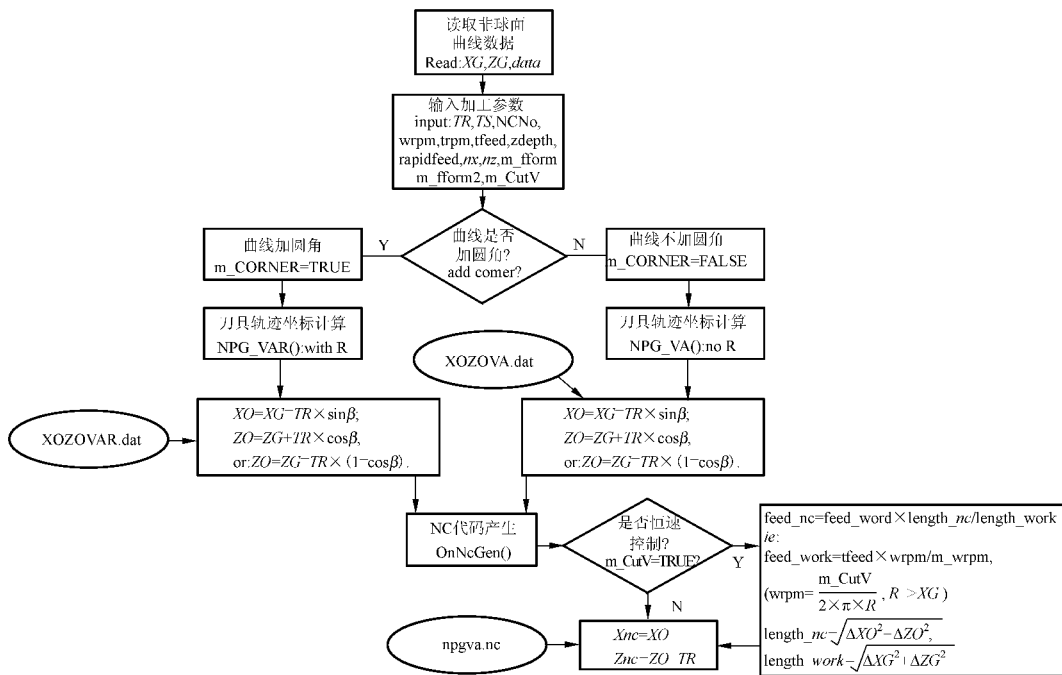 读取非球面
曲线数据
Read:XG,ZG,data
输入加工参数
input:TR,TS,NCNo,
wrpm,trpm,tfeed,zdepth,
rapidfeed,nx,nz,m_fform
m_fform2,m_CutV
曲线是否
加圆角?
add comer?
Y
N
曲线加圆角
m_CORNER=TRUE
曲线不加圆角
m_CORNER=FALSE
刀具轨迹坐标计算
NPG_VAR():with R
刀具轨迹坐标计算
NPG_VA():no R
XOZOVA.dat
XOZOVAR.dat
XO=XG−TR×sinβ;
ZO=ZG+TR×cosβ,
or:ZO=ZG−TR×(1−cosβ).
XO=XG−TR×sinβ;
ZO=ZG+TR×cosβ,
or:ZO=ZG−TR×(1−cosβ).
NC代码产生
OnNcGen()
是否恒速
控制?
m_CutV=TRUE?
Y
N
feed_nc=feed_word×length_nc/length_work
ie:
feed_work=tfeed×wrpm/m_wrpm,
(wrpm=m_CutV/2×π×R, R >XG)
length_nc−√ΔXO²−ΔZO²,
length work−√ΔXG²+ΔZG²
npgva.nc
Xnc=XO
Znc−ZO TR